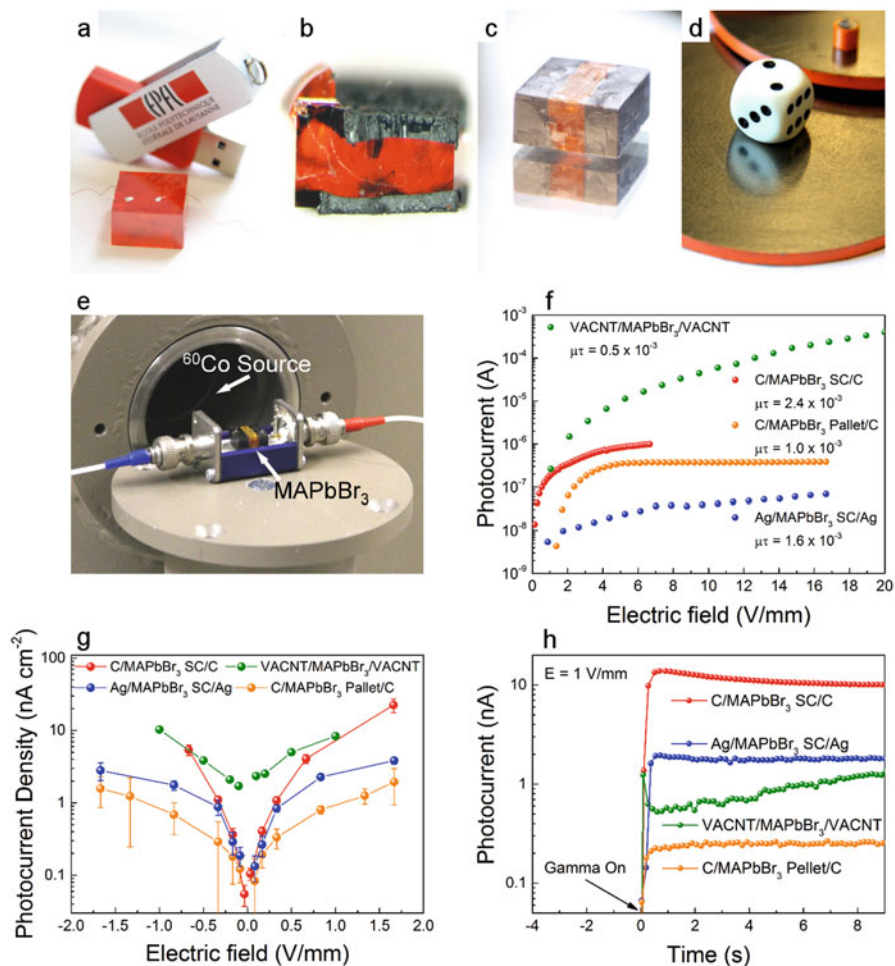 a
b
c
d
EPFL
ÉCOLE POLYTECHNIQUE
FÉDÉRALE DE LAUSANNE
e
⁶⁰Co Source
MAPbBr₃
f
Photocurrent (A)
10⁻³
10⁻⁴
10⁻⁵
10⁻⁶
10⁻⁷
10⁻⁸
10⁻⁹
VACNT/MAPbBr₃/VACNT
μτ = 0.5 x 10⁻³
C/MAPbBr₃ SC/C
μτ = 2.4 x 10⁻³
C/MAPbBr₃ Pallet/C
μτ = 1.0 x 10⁻³
Ag/MAPbBr₃ SC/Ag
μτ = 1.6 x 10⁻³
0 2 4 6 8 10 12 14 16 18 20
Electric field (V/mm)
g
Photocurrent Density (nA cm⁻²)
100
10
1
0.1
C/MAPbBr₃ SC/C VACNT/MAPbBr₃/VACNT
Ag/MAPbBr₃ SC/Ag C/MAPbBr₃ Pallet/C
-2.0 -1.5 -1.0 -0.5 0.0 0.5 1.0 1.5 2.0
Electric field (V/mm)
h
Photocurrent (nA)
10
1
0.1
E = 1 V/mm
C/MAPbBr₃ SC/C
Ag/MAPbBr₃ SC/Ag
VACNT/MAPbBr₃/VACNT
C/MAPbBr₃ Pellet/C
Gamma On
-4 -2 0 2 4 6 8
Time (s)